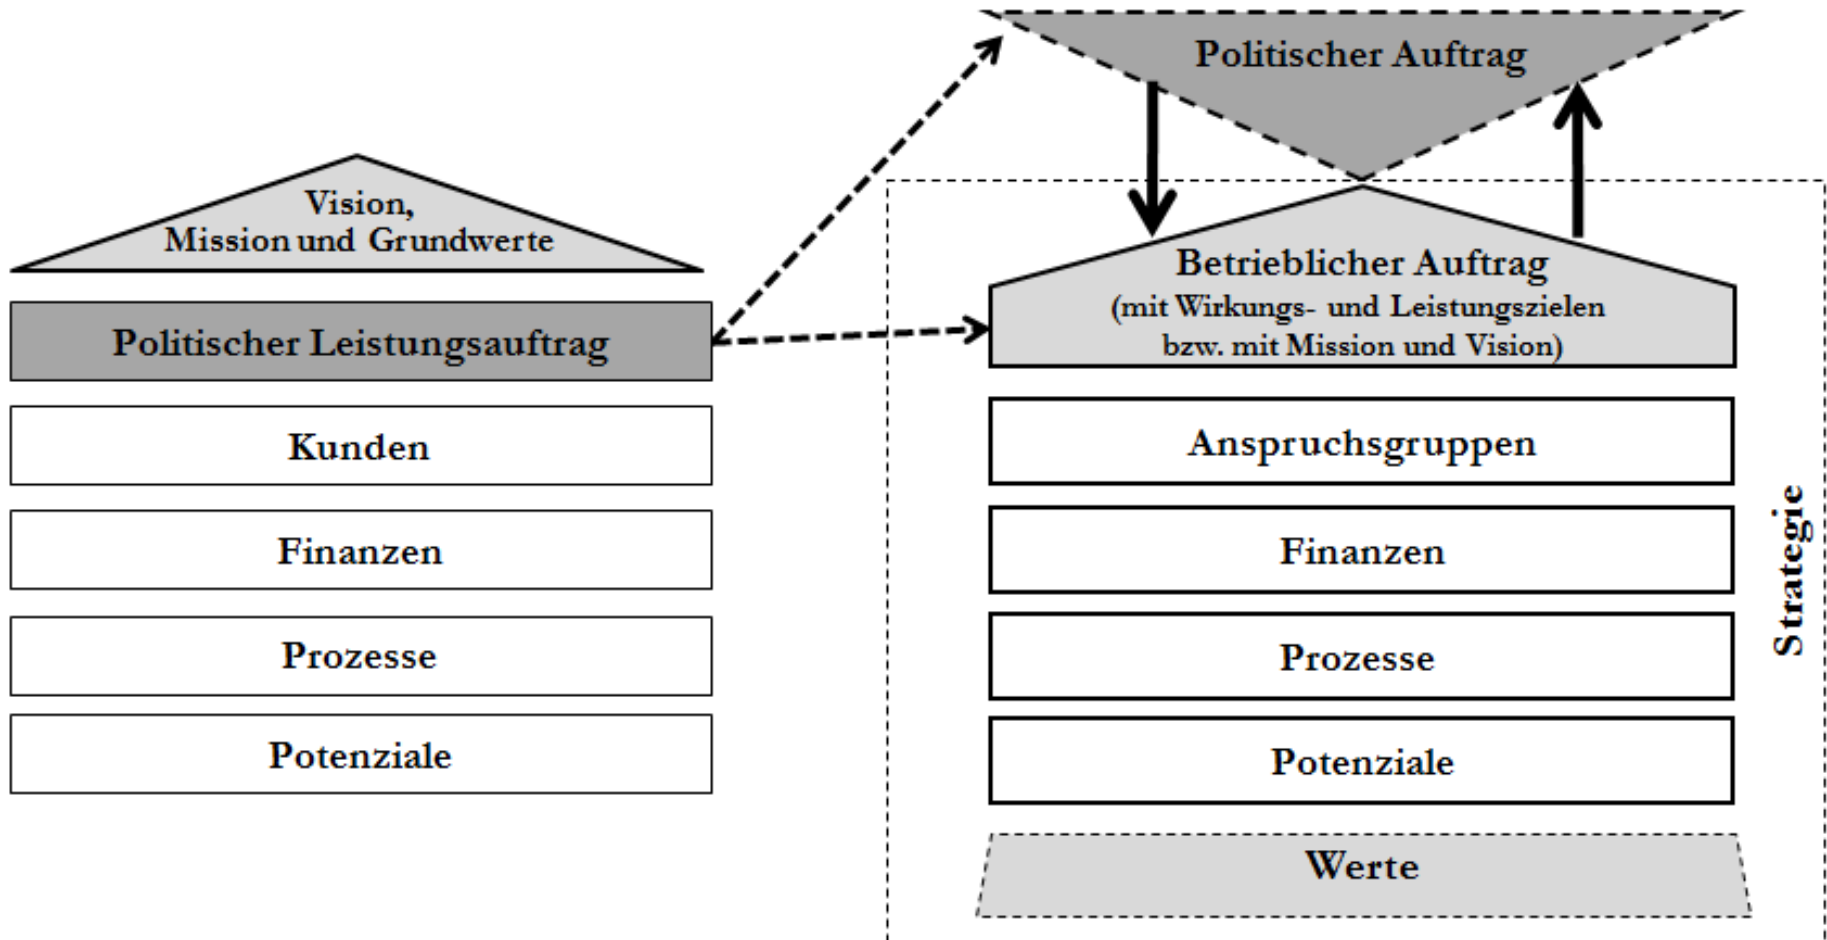 Vision,
Mission und Grundwerte
Politischer Leistungsauftrag
Kunden
Finanzen
Prozesse
Potenziale
Politischer Auftrag
Betrieblicher Auftrag
(mit Wirkungs- und Leistungszielen
bzw. mit Mission und Vision)
Anspruchsgruppen
Finanzen
Prozesse
Potenziale
Werte
Strategie